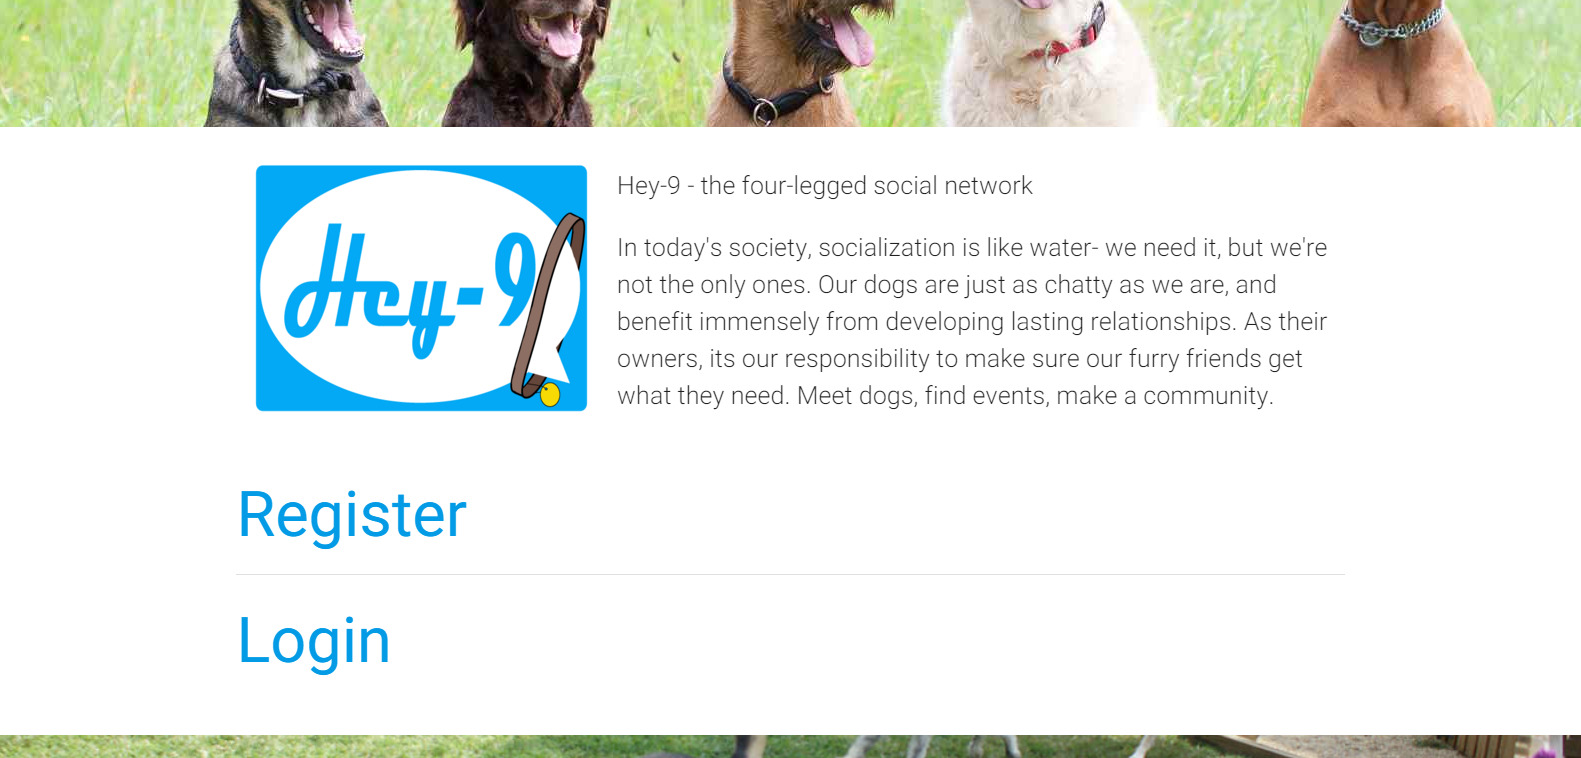 Hey-9
Hey-9 - the four-legged social network
In today's society, socialization is like water- we need it, but we're
not the only ones. Our dogs are just as chatty as we are, and
benefit immensely from developing lasting relationships. As their
owners, its our responsibility to make sure our furry friends get
what they need. Meet dogs, find events, make a community.
Register
Login